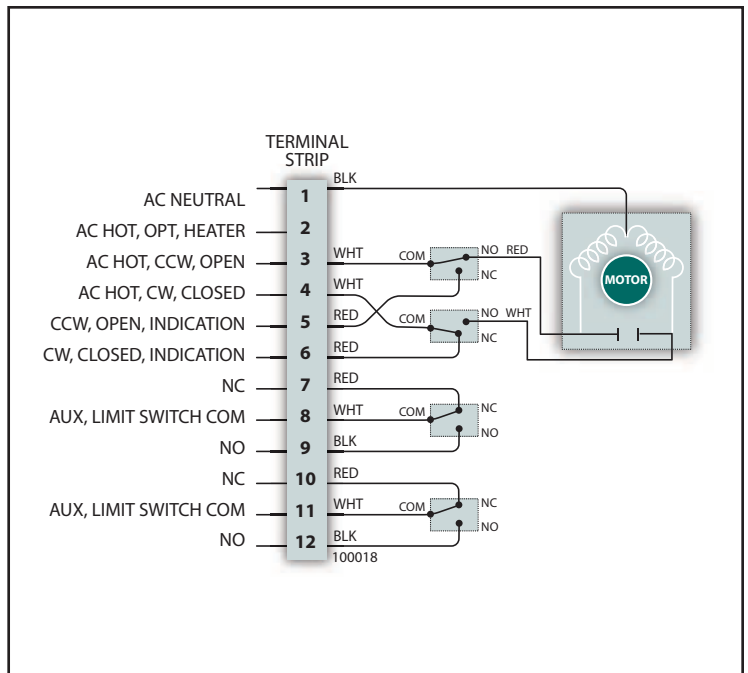 TERMINAL
STRIP
AC NEUTRAL 1 BLK
AC HOT, OPT, HEATER 2
AC HOT, CCW, OPEN 3 WHT COM NO RED
NC
AC HOT, CW, CLOSED 4 WHT
CCW, OPEN, INDICATION 5 RED COM NO WHT
NC
CW, CLOSED, INDICATION 6 RED
NC 7 RED
AUX, LIMIT SWITCH COM 8 WHT COM NC
NO
NO 9 BLK
NC 10 RED
AUX, LIMIT SWITCH COM 11 WHT COM NC
NO
NO 12 BLK
100018
MOTOR